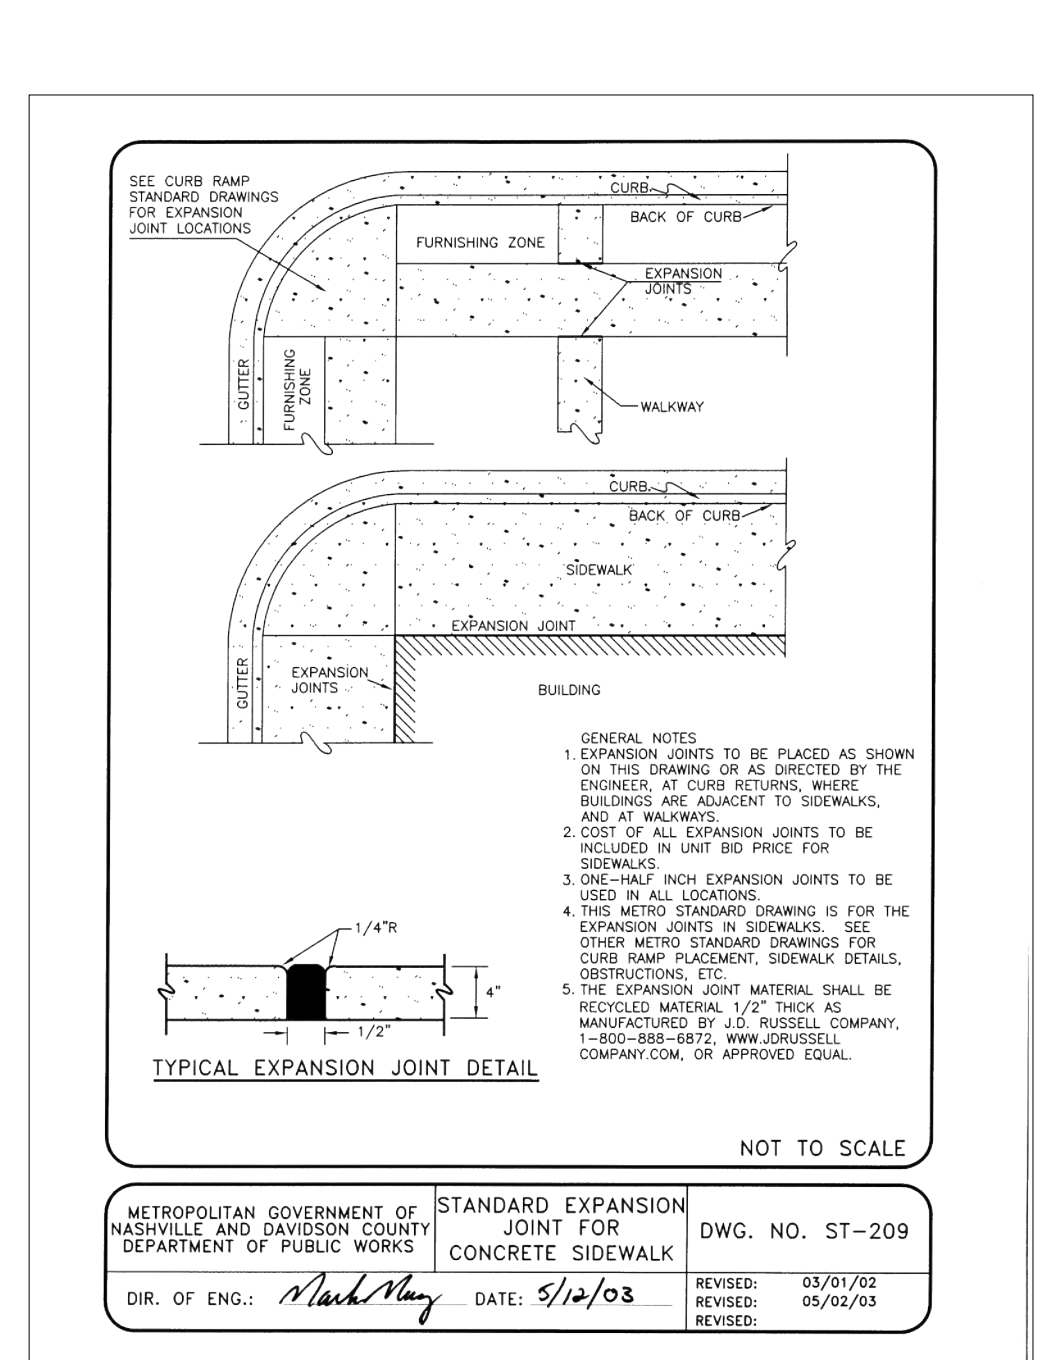 SEE CURB RAMP
STANDARD DRAWINGS
FOR EXPANSION
JOINT LOCATIONS
CURB
BACK OF CURB
FURNISHING ZONE
EXPANSION
JOINTS
GUTTER
FURNISHING
ZONE
WALKWAY
CURB
BACK OF CURB
SIDEWALK
EXPANSION JOINT
GUTTER
EXPANSION
JOINTS
BUILDING
GENERAL NOTES
1. EXPANSION JOINTS TO BE PLACED AS SHOWN
ON THIS DRAWING OR AS DIRECTED BY THE
ENGINEER, AT CURB RETURNS, WHERE
BUILDINGS ARE ADJACENT TO SIDEWALKS,
AND AT WALKWAYS.
2. COST OF ALL EXPANSION JOINTS TO BE
INCLUDED IN UNIT BID PRICE FOR
SIDEWALKS.
3. ONE-HALF INCH EXPANSION JOINTS TO BE
USED IN ALL LOCATIONS.
4. THIS METRO STANDARD DRAWING IS FOR THE
EXPANSION JOINTS IN SIDEWALKS. SEE
OTHER METRO STANDARD DRAWINGS FOR
CURB RAMP PLACEMENT, SIDEWALK DETAILS,
OBSTRUCTIONS, ETC.
5. THE EXPANSION JOINT MATERIAL SHALL BE
RECYCLED MATERIAL 1/2" THICK AS
MANUFACTURED BY J.D. RUSSELL COMPANY,
1-800-888-6872, WWW.JDRUSSELL
COMPANY.COM, OR APPROVED EQUAL.
1/4"R
4"
1/2"
TYPICAL EXPANSION JOINT DETAIL
NOT TO SCALE
METROPOLITAN GOVERNMENT OF
NASHVILLE AND DAVIDSON COUNTY
DEPARTMENT OF PUBLIC WORKS
STANDARD EXPANSION
JOINT FOR
CONCRETE SIDEWALK
DWG. NO. ST-209
DIR. OF ENG.: Mark
DATE: 5/12/03
REVISED: 03/01/02
REVISED: 05/02/03
REVISED: